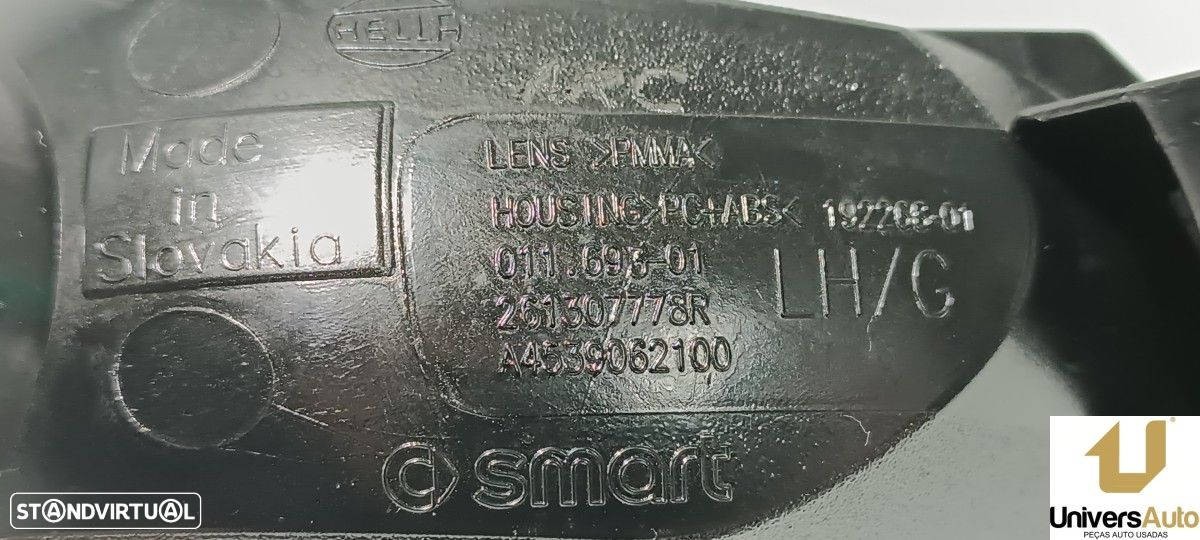 HELLA
Made
in
Slovakia
LENS >PMMA<
HOUSING>PC+ABS< 192268-01
011.693-01
261307778R
A4539062100
LH/G
smart
STANDVIRTUAL
UniversAuto
PEÇAS AUTO USADAS